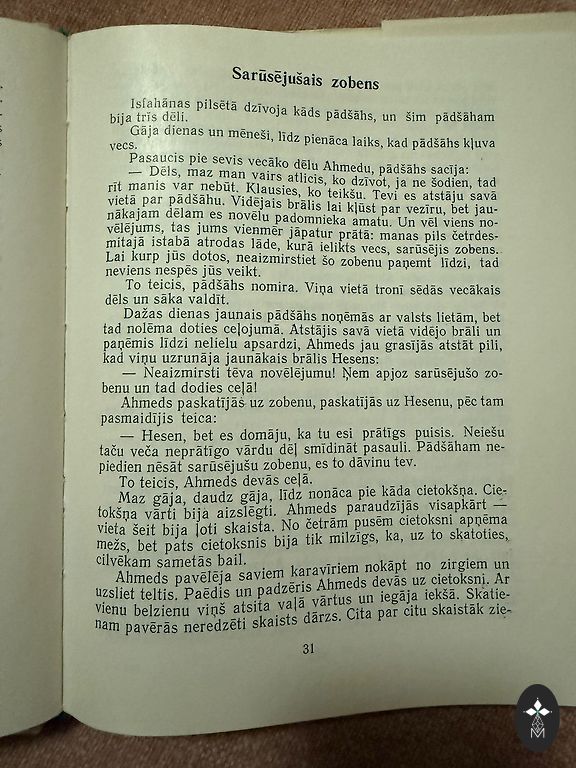 Sarūsējušais zobens
Isfahānas pilsētā dzīvoja kāds pādšāhs, un šim pādšāham
bija trīs dēli.
Gāja dienas un mēneši, līdz pienāca laiks, kad pādšāhs kļuva
vecs.
Pasaucis pie sevis vecāko dēlu Ahmedu, pādšāhs sacīja:
— Dēls, maz man vairs atlicis, ko dzīvot, ja ne šodien, tad
rīt manis var nebūt. Klausies, ko teikšu. Tevi es atstāju savā
vietā par pādšāhu. Vidējais brālis lai kļūst par vezīru, bet jau-
nākajam dēlam es novēlu padomnieka amatu. Un vēl viens no-
vēlējums, tas jums vienmēr jāpatur prātā: manas pils četrdes-
mitajā istabā atrodas lāde, kurā ielikts vecs, sarūsējis zobens.
Lai kurp jūs dotos, neaizmirstiet šo zobenu paņemt līdzi, tad
neviens nespēs jūs veikt.
To teicis, pādšāhs nomira. Viņa vietā tronī sēdās vecākais
dēls un sāka valdīt.
Dažas dienas jaunais pādšāhs noņēmās ar valsts lietām, bet
tad nolēma doties ceļojumā. Atstājis savā vietā vidējo brāli un
paņēmis līdzi nelielu apsardzi, Ahmeds jau grasījās atstāt pili,
kad viņu uzrunāja jaunākais brālis Hesens:
— Neaizmirsti tēva novēlējumu! Ņem apjoz sarūsējušo zo-
benu un tad dodies ceļā!
Ahmeds paskatījās uz zobenu, paskatījās uz Hesenu, pēc tam
pasmaidījis teica:
— Hesen, bet es domāju, ka tu esi prātīgs puisis. Neiešu
taču veča neprātīgo vārdu dēļ smīdināt pasauli. Pādšāham ne-
piedien nēsāt sarūsējušu zobenu, es to dāvinu tev.
To teicis, Ahmeds devās ceļā.
Maz gāja, daudz gāja, līdz nonāca pie kāda cietokšņa. Cie-
tokšņa vārti bija aizslēgti. Ahmeds paraudzījās visapkārt —
vieta šeit bija ļoti skaista. No četrām pusēm cietoksni apņēma
mežs, bet pats cietoksnis bija tik milzīgs, ka, uz to skatoties,
cilvēkam sametās bail.
Ahmeds pavēlēja saviem karavīriem nokāpt no zirgiem un
uzsliet teltis. Paēdis un padzēris Ahmeds devās uz cietoksni. Ar
vienu belzienu viņš atsita vaļā vārtus un iegāja iekšā. Skatie-
nam pavērās neredzēti skaists dārzs. Cita par citu skaistāk zie-
31
M